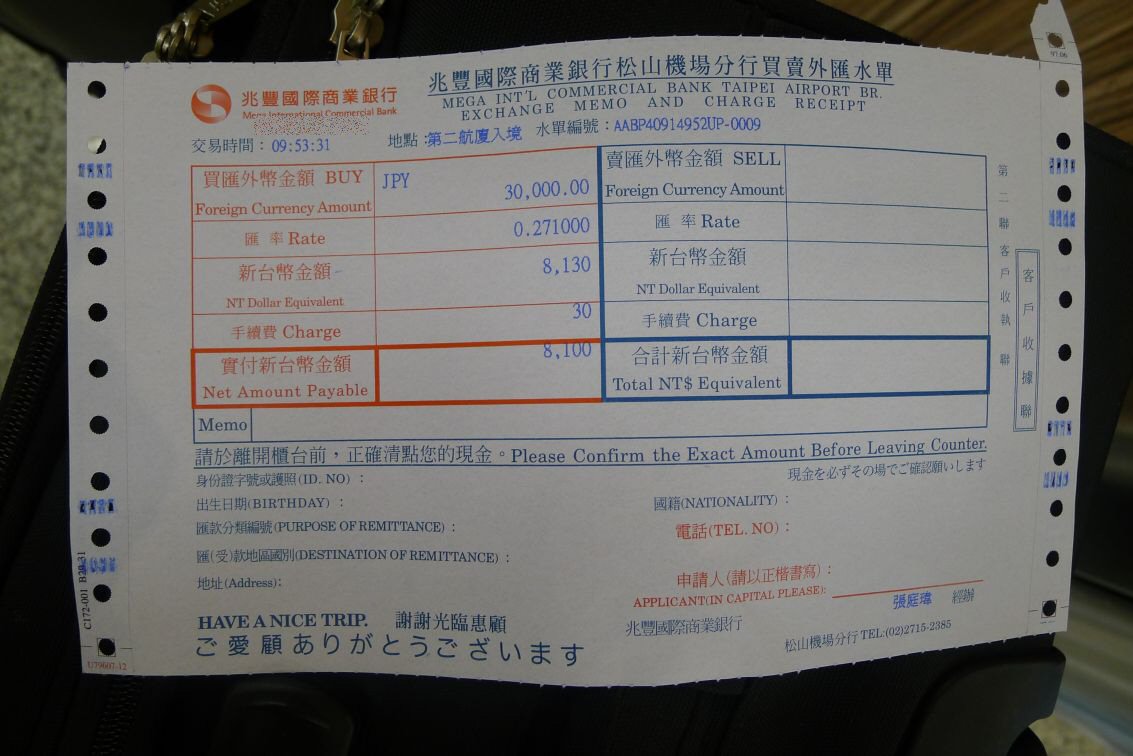 97.06
兆豐國際商業銀行松山機場分行買賣外匯水單
MEGA INT'L COMMERCIAL BANK TAIPEI AIRPORT BR.
EXCHANGE MEMO AND CHARGE RECEIPT
兆豐國際商業銀行
Mega International Commercial Bank
交易時間：09:53:31
地點：第二航廈入境 水單編號：AABP40914952UP-0009
買匯外幣金額 BUY JPY 30,000.00
Foreign Currency Amount
匯 率 Rate 0.271000
新台幣金額 8,130
NT Dollar Equivalent
手續費 Charge 30
實付新台幣金額 8,100
Net Amount Payable
賣匯外幣金額 SELL
Foreign Currency Amount
匯 率 Rate
新台幣金額
NT Dollar Equivalent
手續費 Charge
合計新台幣金額
Total NT$ Equivalent
Memo
第二聯 客戶收執聯
客戶收據聯
請於離開櫃台前，正確清點您的現金。Please Confirm the Exact Amount Before Leaving Counter.
現金を必ずその場でご確認願いします
身份證字號或護照(ID. NO)：
出生日期(BIRTHDAY)：
國籍(NATIONALITY)：
匯款分類編號(PURPOSE OF REMITTANCE)：
電話(TEL. NO)：
匯(受)款地區國別(DESTINATION OF REMITTANCE)：
地址(Address):
申請人(請以正楷書寫)：
APPLICANT(IN CAPITAL PLEASE):
張庭瑋 經辦
HAVE A NICE TRIP. 謝謝光臨惠顧
兆豐國際商業銀行
ご愛顧ありがとうございます
松山機場分行 TEL:(02)2715-2385
U79607-12